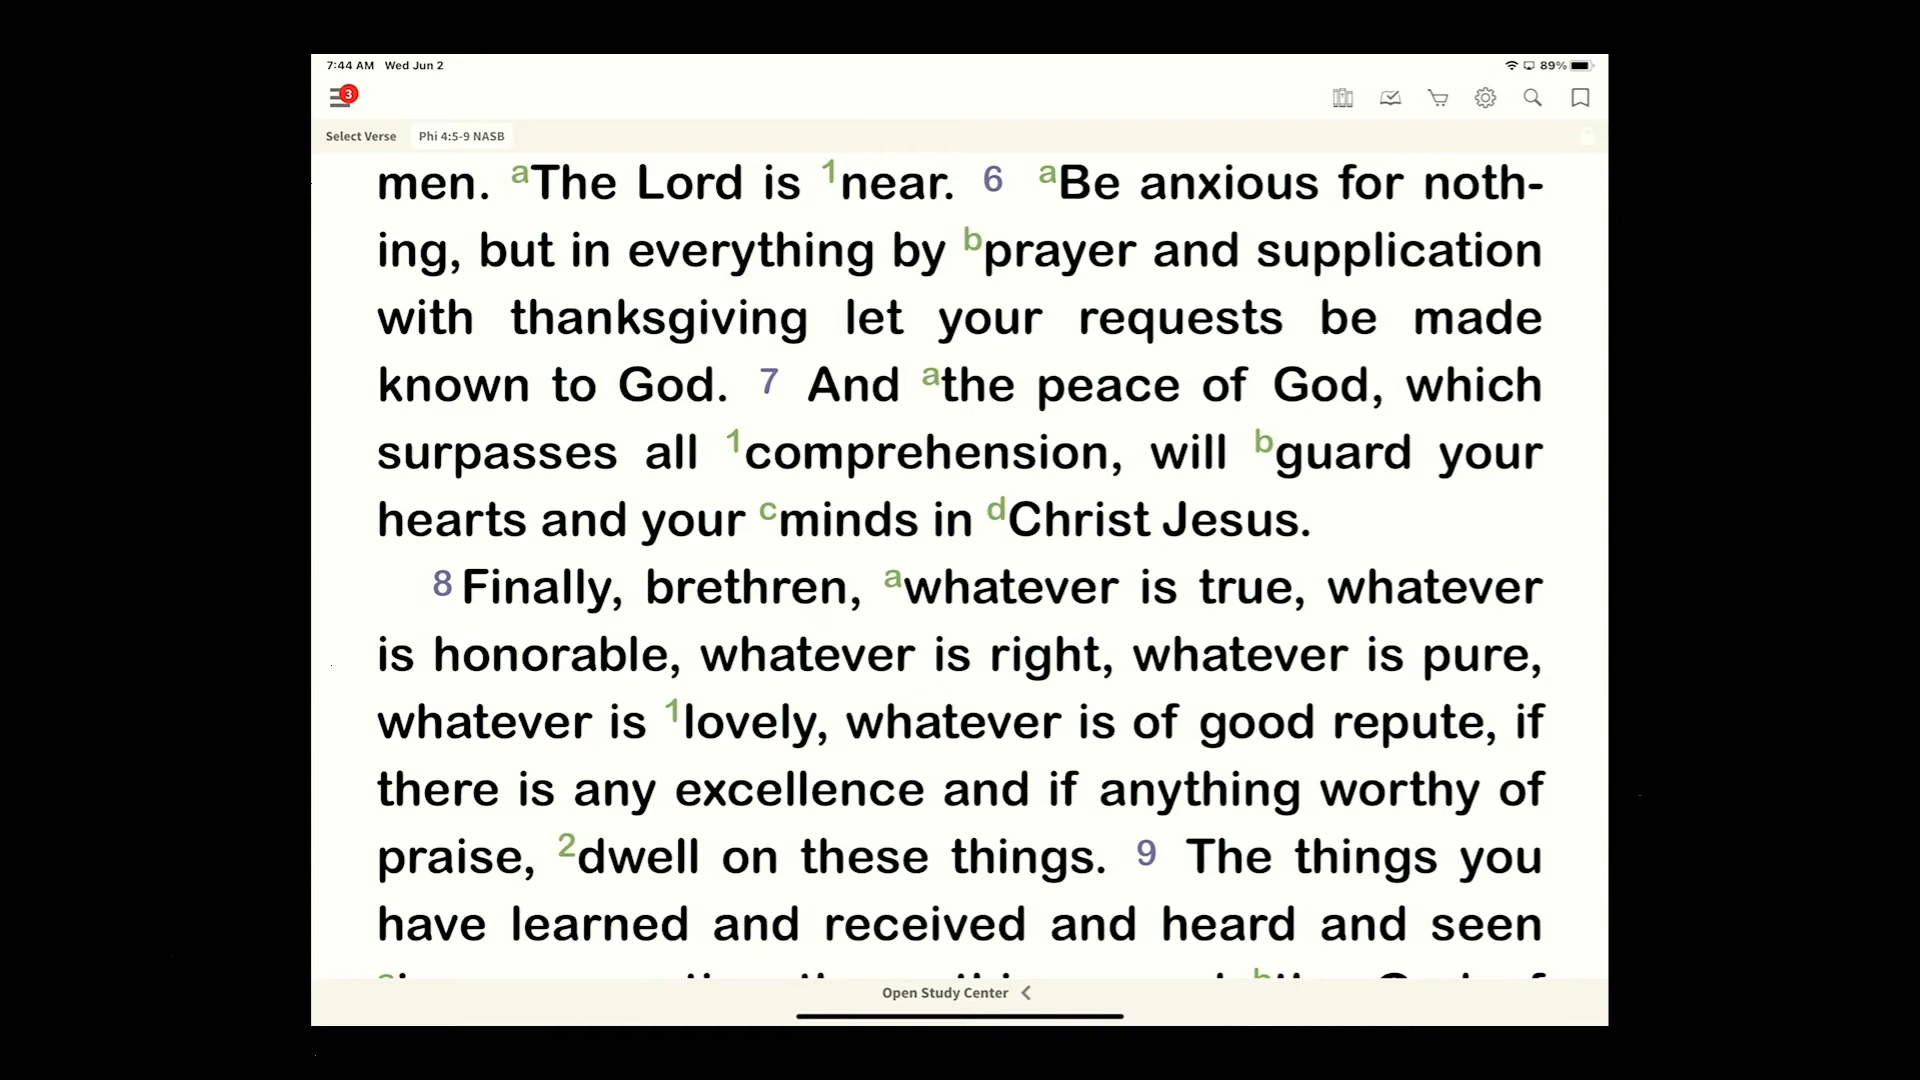 7:44 AM Wed Jun 2
89%
3
Select Verse Phi 4:5-9 NASB
men. aThe Lord is 1near. 6 aBe anxious for noth-
ing, but in everything by bprayer and supplication
with thanksgiving let your requests be made
known to God. 7 And athe peace of God, which
surpasses all 1comprehension, will bguard your
hearts and your cminds in dChrist Jesus.
8 Finally, brethren, awhatever is true, whatever
is honorable, whatever is right, whatever is pure,
whatever is 1lovely, whatever is of good repute, if
there is any excellence and if anything worthy of
praise, 2dwell on these things. 9 The things you
have learned and received and heard and seen
Open Study Center